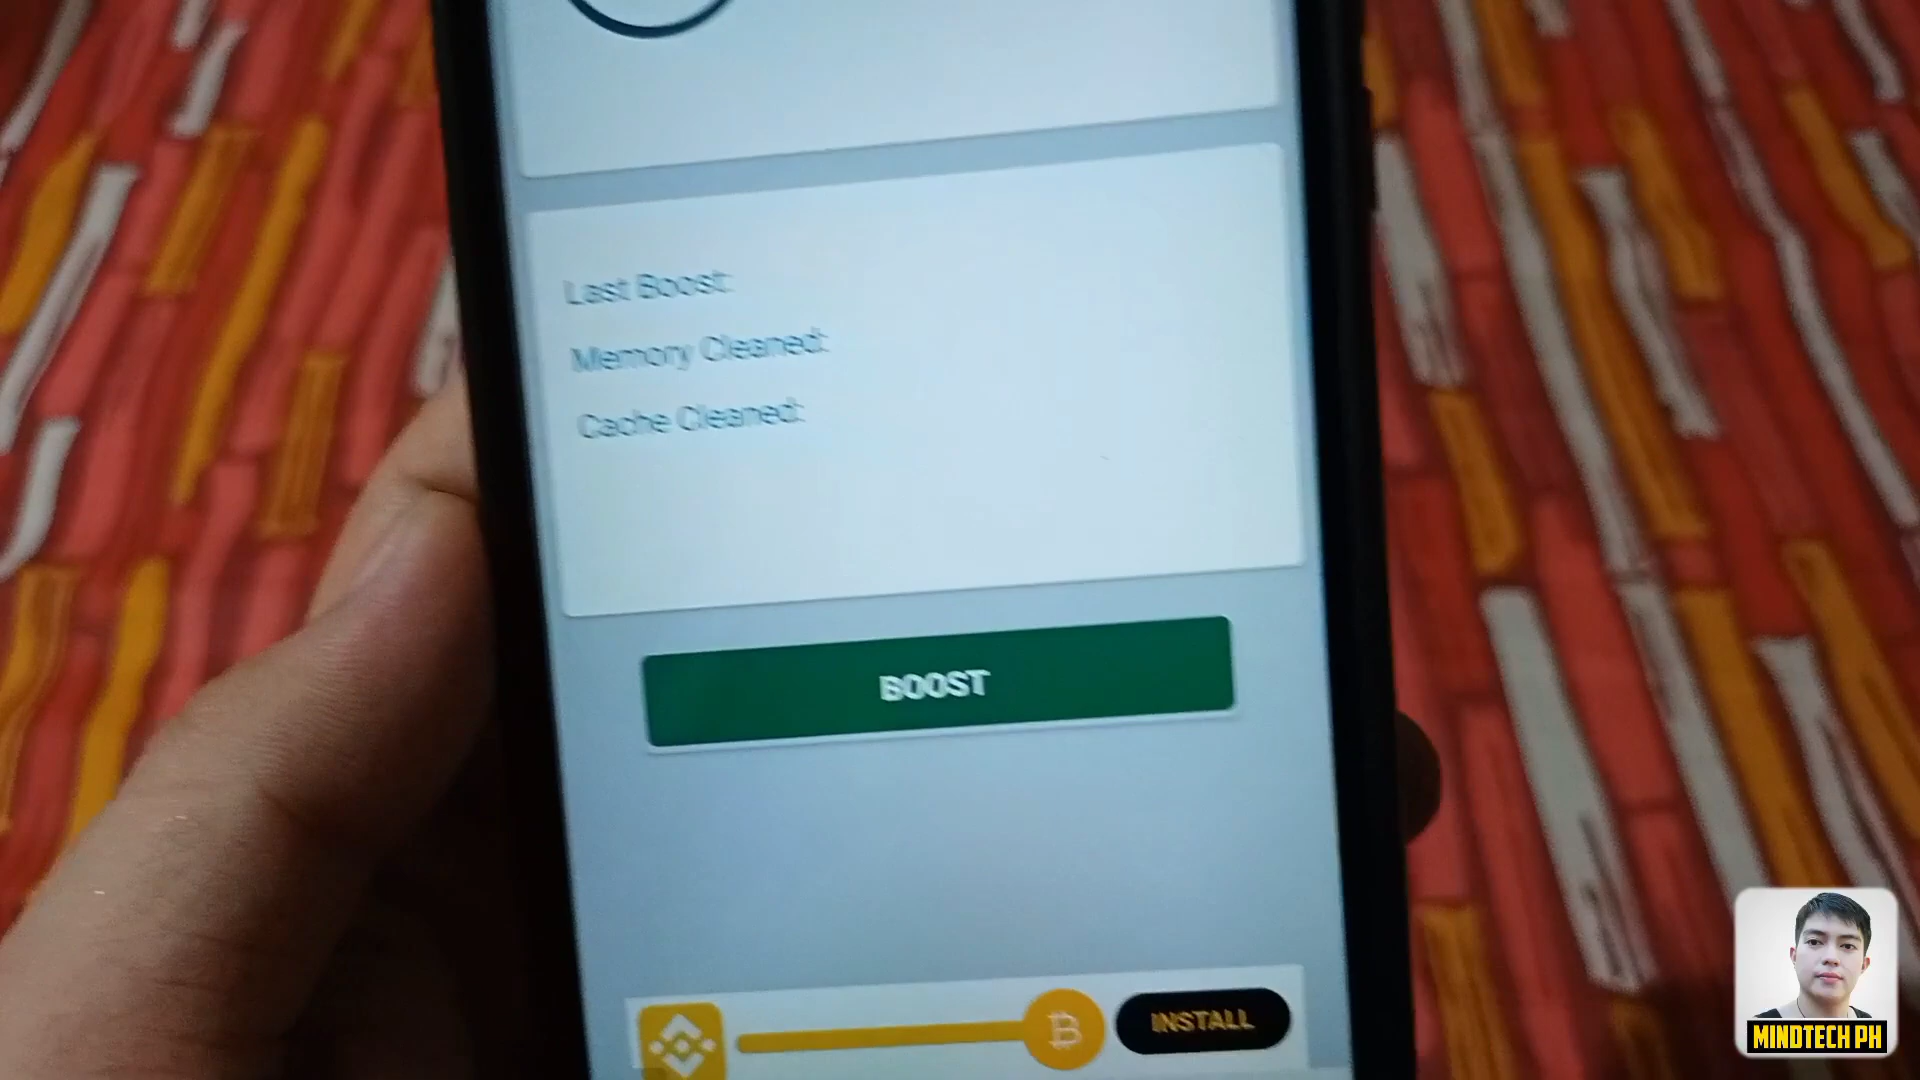 Last Boost:
Memory Cleaned:
Cache Cleaned:
BOOST
INSTALL
MINDTECH PH